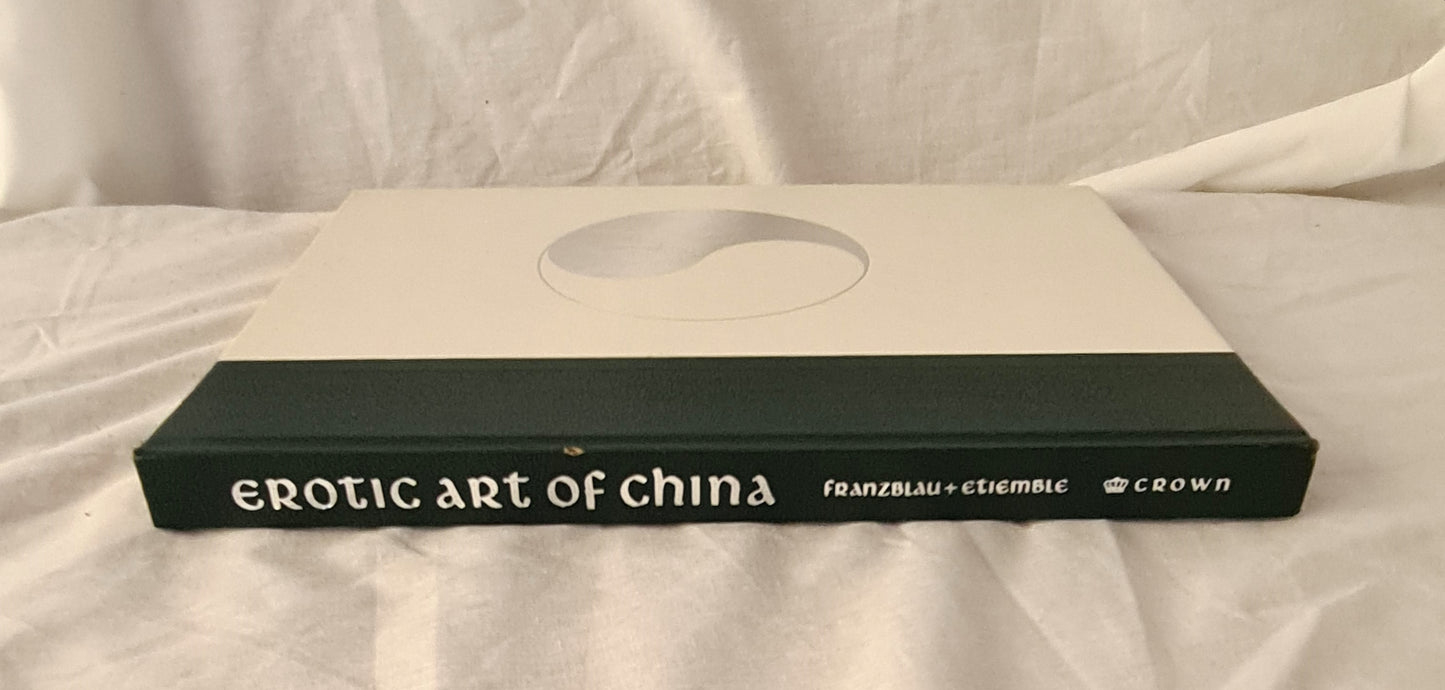 EROTIC ART OF CHINA FRANZBLAU + ETIEMBLE CROWN